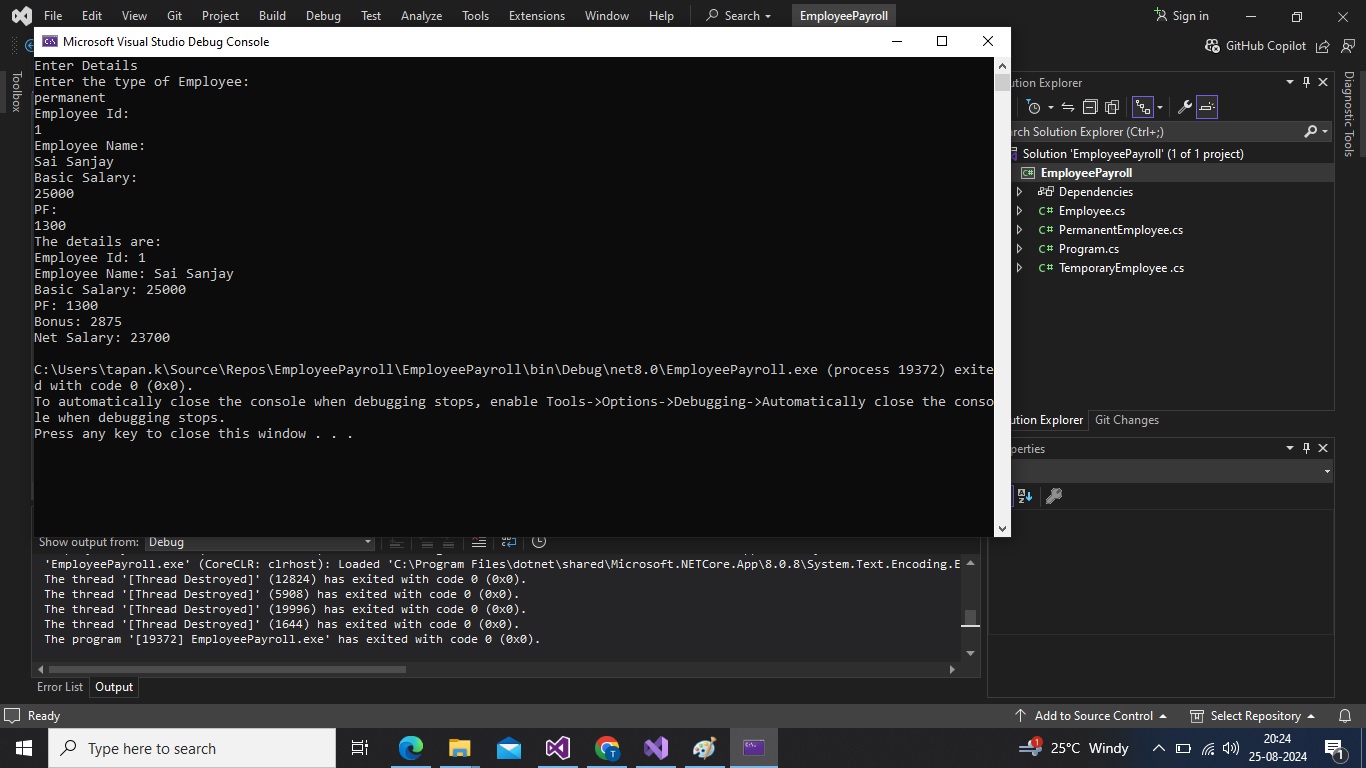 File Edit View Git Project Build Debug Test Analyze Tools Extensions Window Help Search EmployeePayroll Sign in
GitHub Copilot
Microsoft Visual Studio Debug Console
Toolbox
Enter Details
Enter the type of Employee:
permanent
Employee Id:
1
Employee Name:
Sai Sanjay
Basic Salary:
25000
PF:
1300
The details are:
Employee Id: 1
Employee Name: Sai Sanjay
Basic Salary: 25000
PF: 1300
Bonus: 2875
Net Salary: 23700
C:\Users\tapan.k\Source\Repos\EmployeePayroll\EmployeePayroll\bin\Debug\net8.0\EmployeePayroll.exe (process 19372) exite
d with code 0 (0x0).
To automatically close the console when debugging stops, enable Tools->Options->Debugging->Automatically close the conso
le when debugging stops.
Press any key to close this window . . .
ution Explorer
rch Solution Explorer (Ctrl+;)
Solution 'EmployeePayroll' (1 of 1 project)
C# EmployeePayroll
Dependencies
C# Employee.cs
C# PermanentEmployee.cs
C# Program.cs
C# TemporaryEmployee .cs
Diagnostic Tools
ution Explorer Git Changes
perties
Show output from: Debug
'EmployeePayroll.exe' (CoreCLR: clrhost): Loaded 'C:\Program Files\dotnet\shared\Microsoft.NETCore.App\8.0.8\System.Text.Encoding.E
The thread '[Thread Destroyed]' (12824) has exited with code 0 (0x0).
The thread '[Thread Destroyed]' (5908) has exited with code 0 (0x0).
The thread '[Thread Destroyed]' (19996) has exited with code 0 (0x0).
The thread '[Thread Destroyed]' (1644) has exited with code 0 (0x0).
The program '[19372] EmployeePayroll.exe' has exited with code 0 (0x0).
Error List Output
Ready Add to Source Control Select Repository
Type here to search
1 25°C Windy
20:24
25-08-2024
1